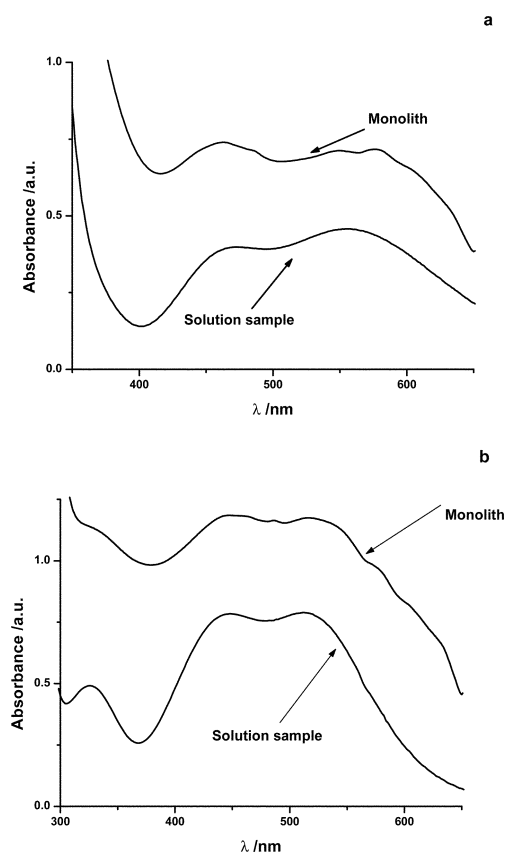 a
1.0
Monolith
Absorbance /a.u.
0.5
Solution sample
0.0
400 500 600
λ /nm
b
Monolith
1.0
Absorbance /a.u.
0.5
Solution sample
0.0
300 400 500 600
λ /nm